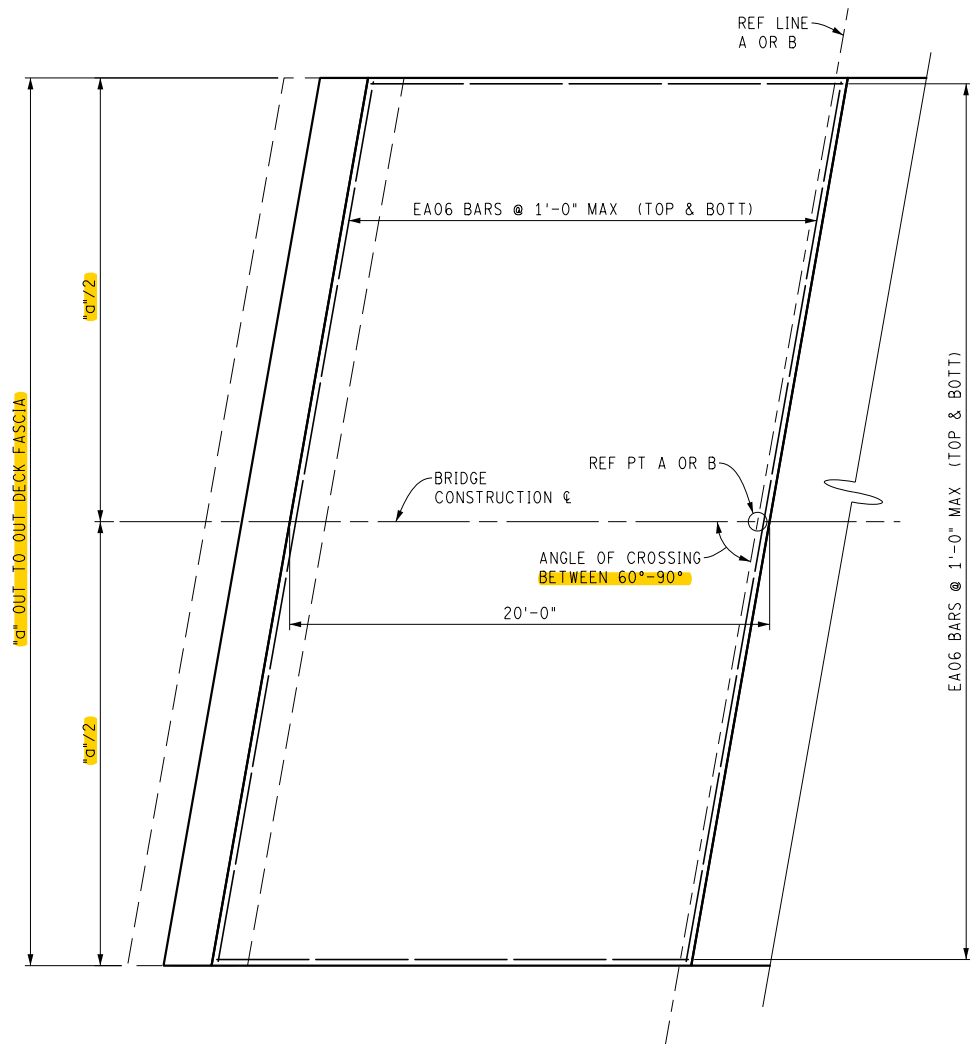 REF LINE
A OR B
EA06 BARS @ 1'-0" MAX (TOP & BOTT)
"a"/2
"a" OUT TO OUT DECK FASCIA
EA06 BARS @ 1'-0" MAX (TOP & BOTT)
REF PT A OR B
BRIDGE
CONSTRUCTION ℄
ANGLE OF CROSSING
BETWEEN 60°-90°
20'-0"
"a"/2